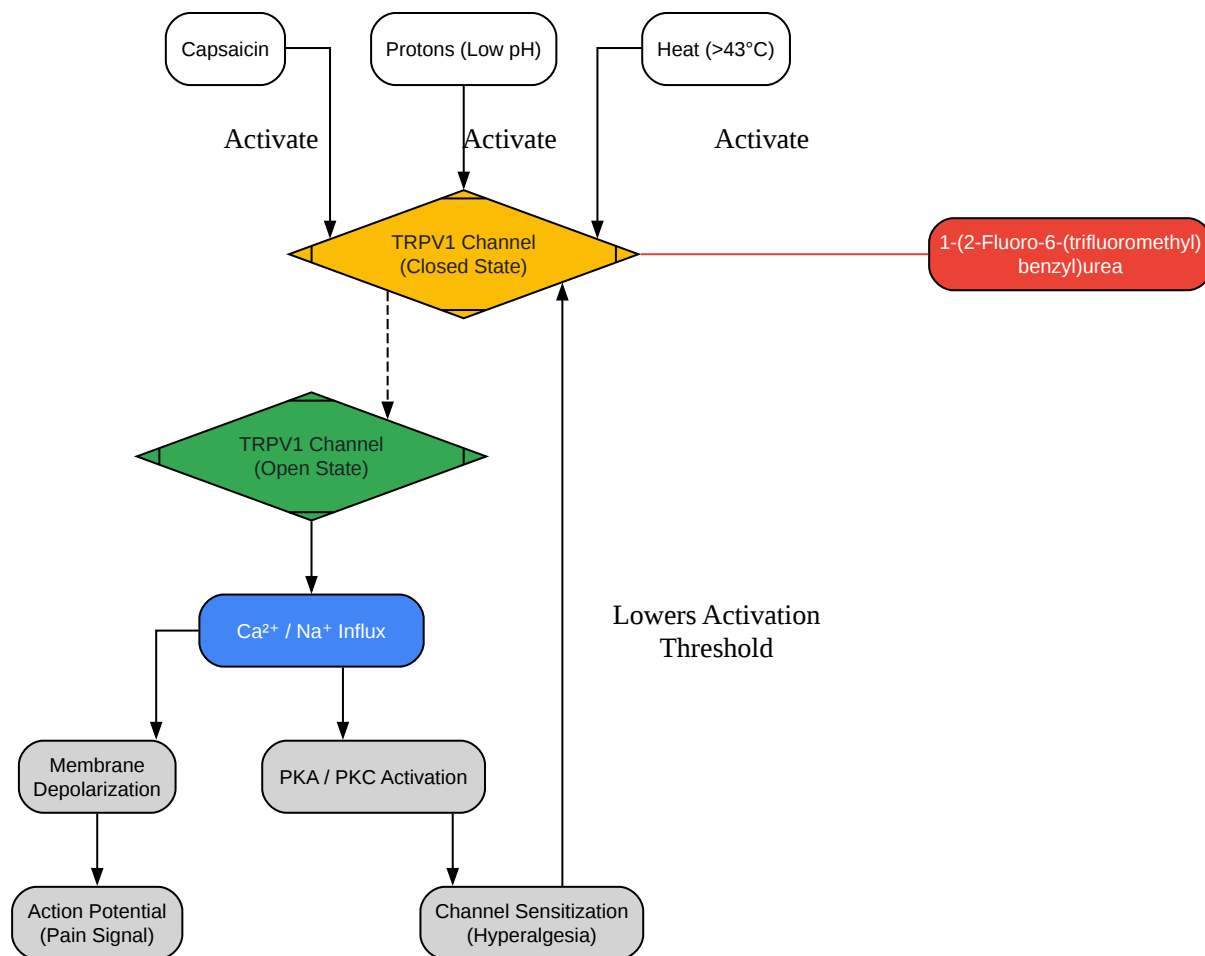 Capsaicin
Protons (Low pH)
Heat (>43°C)
Activate
Activate
Activate
TRPV1 Channel
(Closed State)
1-(2-Fluoro-6-(trifluoromethyl)
benzyl)urea
TRPV1 Channel
(Open State)
Ca²⁺ / Na⁺ Influx
Lowers Activation
Threshold
Membrane
Depolarization
PKA / PKC Activation
Action Potential
(Pain Signal)
Channel Sensitization
(Hyperalgesia)